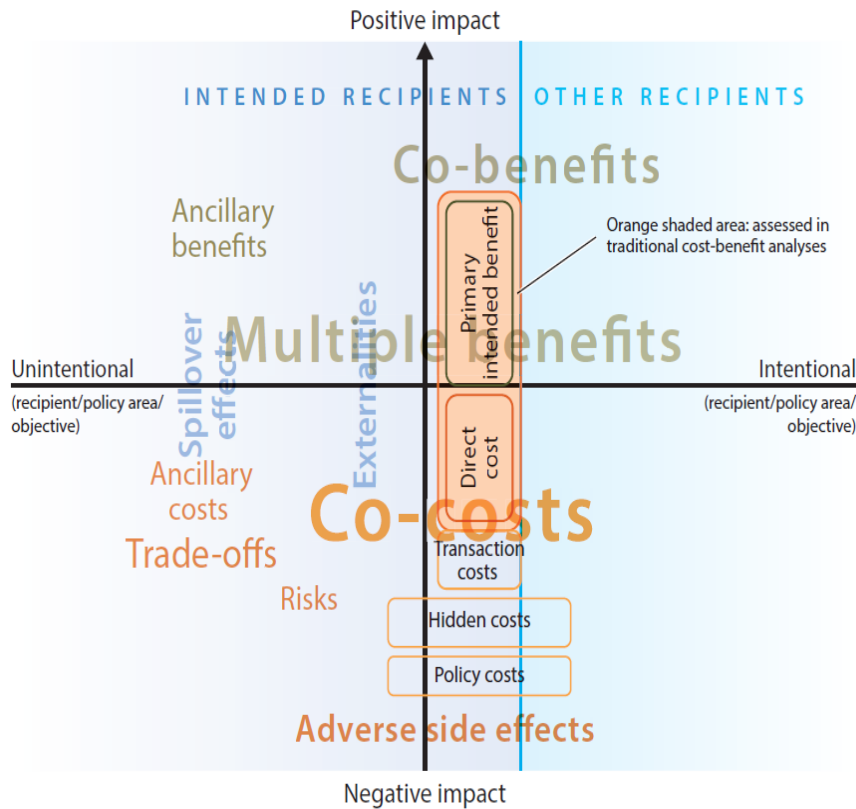 Positive impact
INTENDED RECIPIENTS
OTHER RECIPIENTS
Co-benefits
Ancillary
benefits
Primary
intended benefit
Orange shaded area: assessed in
traditional cost-benefit analyses
Multiple benefits
Spillover
effects
Externalities
Unintentional
(recipient/policy area/
objective)
Intentional
(recipient/policy area/
objective)
Direct
cost
Ancillary
costs
Co-costs
Trade-offs
Transaction
costs
Risks
Hidden costs
Policy costs
Adverse side effects
Negative impact